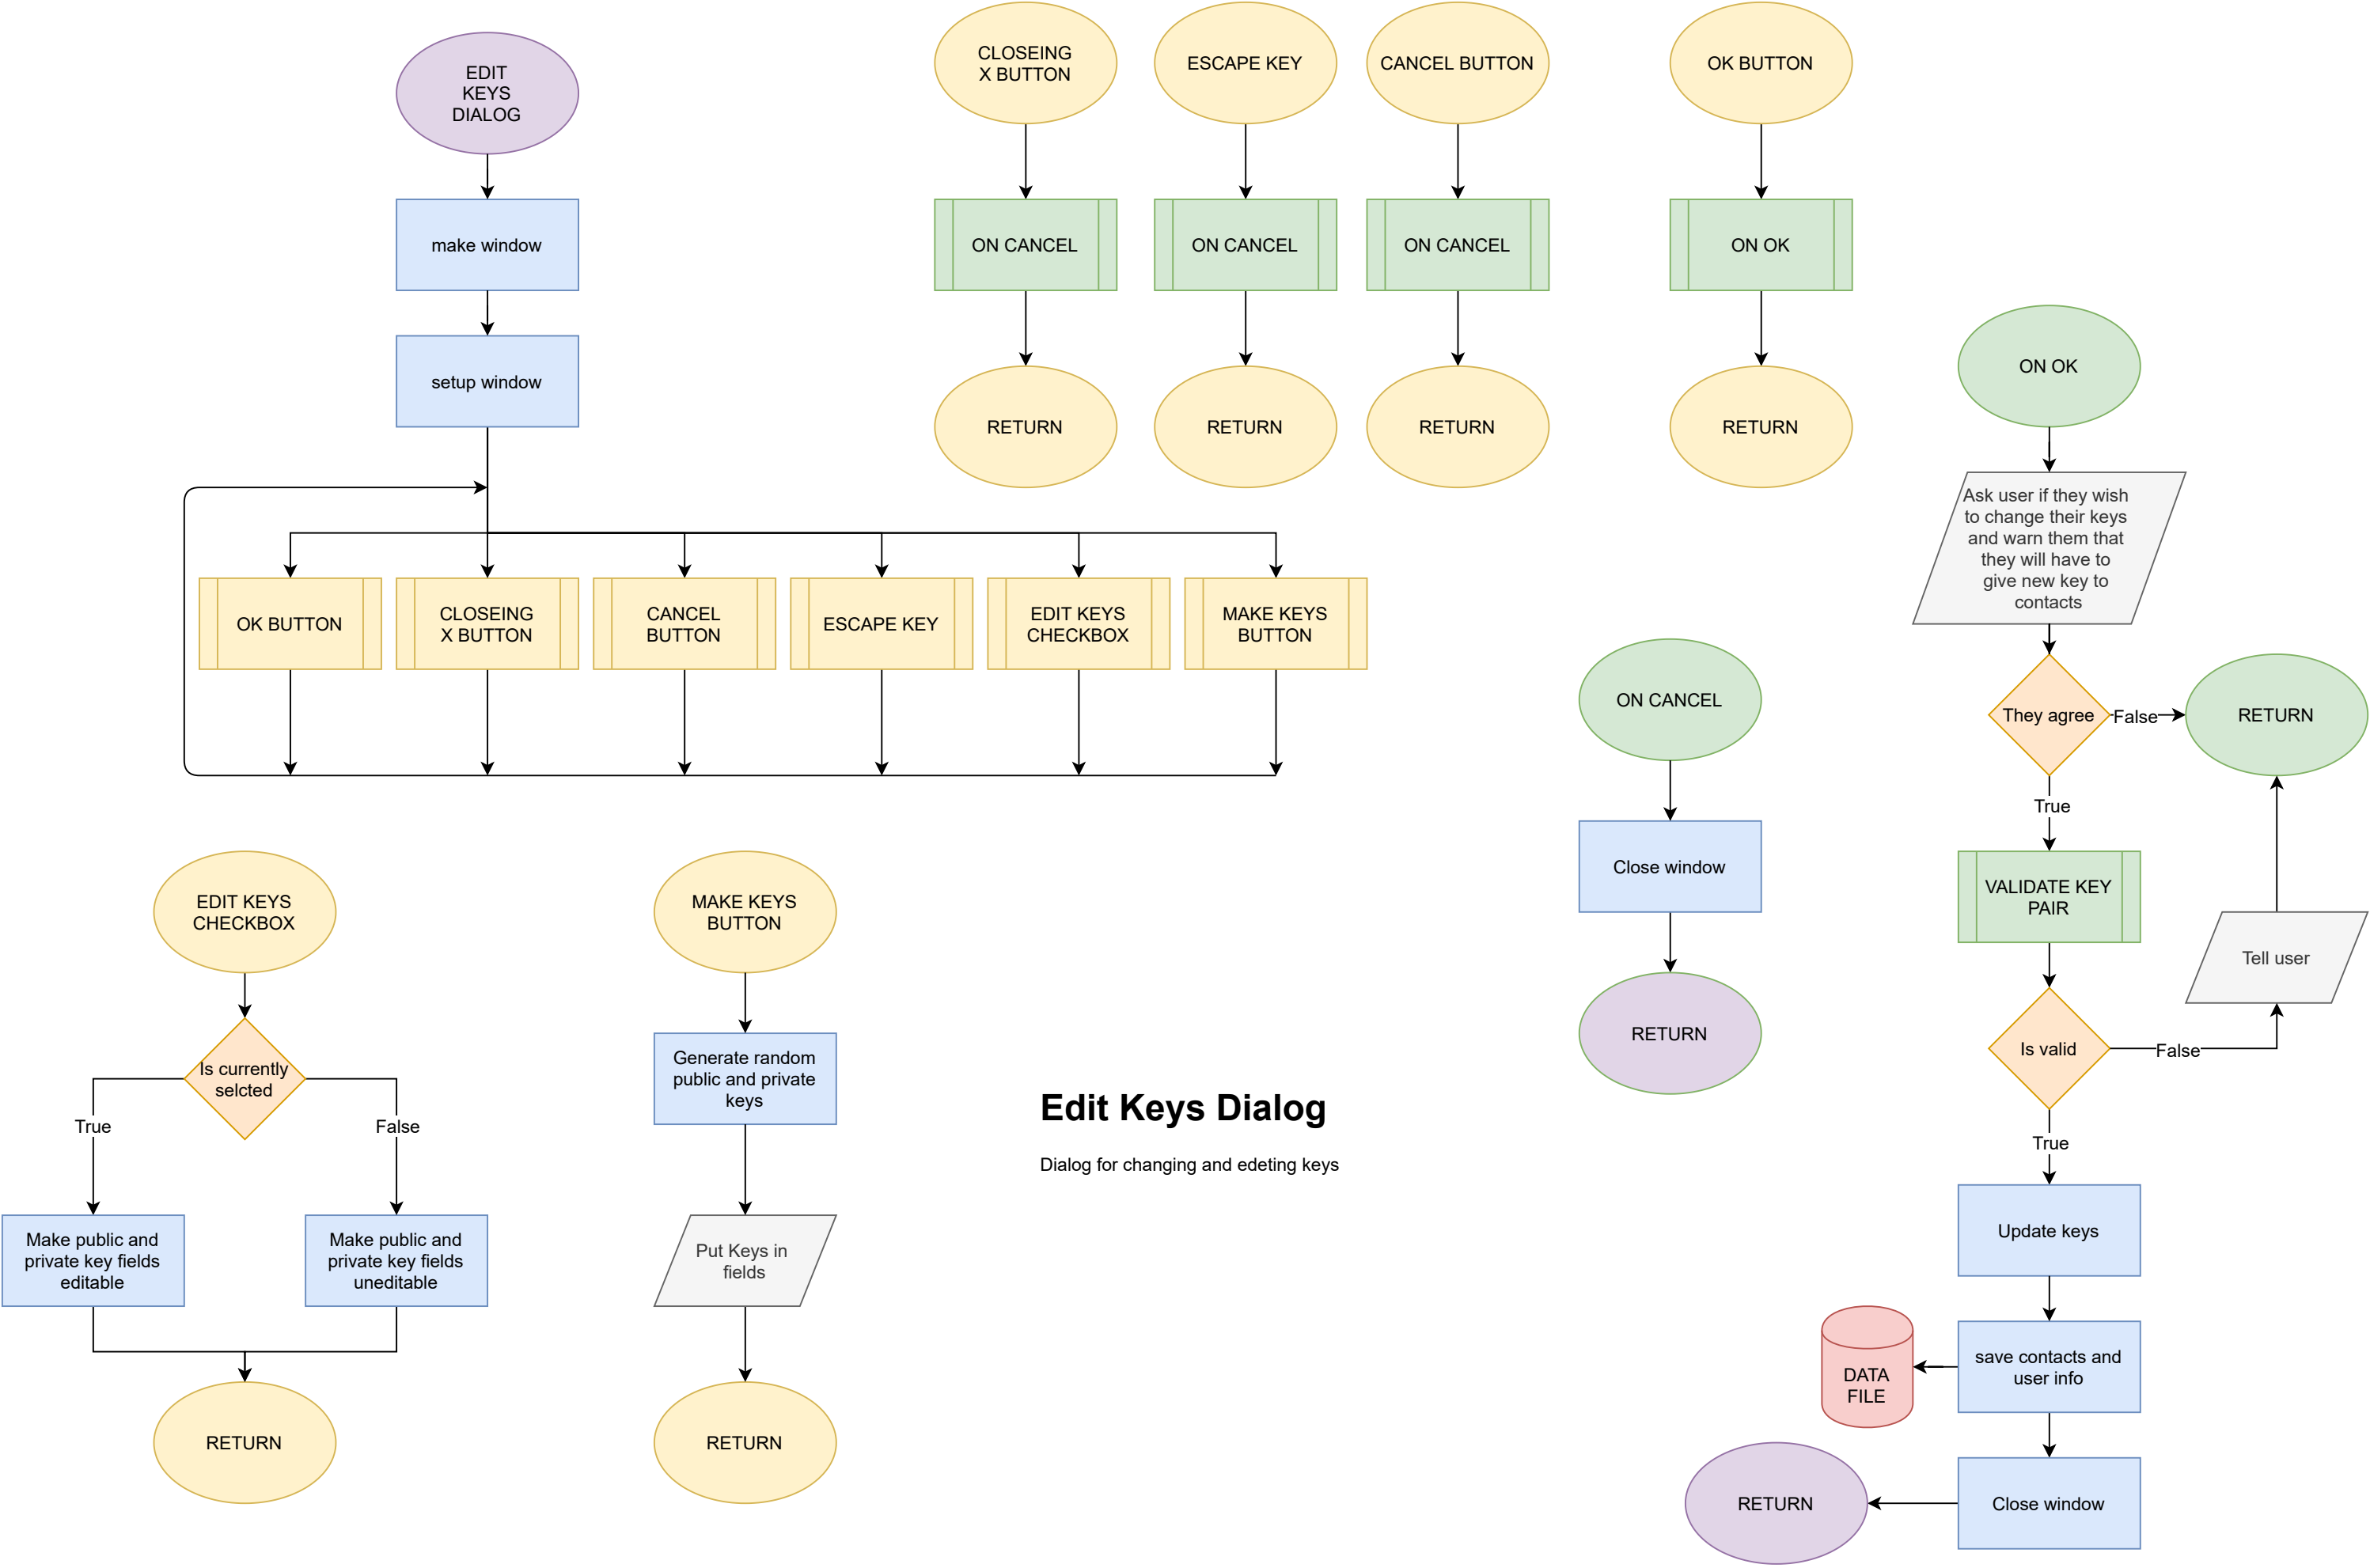 EDIT
KEYS
DIALOG
make window
setup window
OK BUTTON
CLOSEING
X BUTTON
CANCEL
BUTTON
ESCAPE KEY
EDIT KEYS
CHECKBOX
MAKE KEYS
BUTTON
CLOSEING
X BUTTON
ON CANCEL
RETURN
ESCAPE KEY
ON CANCEL
RETURN
CANCEL BUTTON
ON CANCEL
RETURN
OK BUTTON
ON OK
RETURN
ON OK
Ask user if they wish
to change their keys
and warn them that
they will have to
give new key to
contacts
They agree
False
RETURN
True
VALIDATE KEY
PAIR
Tell user
Is valid
False
True
Update keys
save contacts and
user info
DATA
FILE
Close window
RETURN
ON CANCEL
Close window
RETURN
EDIT KEYS
CHECKBOX
Is currently
selcted
True
False
Make public and
private key fields
editable
Make public and
private key fields
uneditable
RETURN
MAKE KEYS
BUTTON
Generate random
public and private
keys
Put Keys in
fields
RETURN
Edit Keys Dialog
Dialog for changing and edeting keys